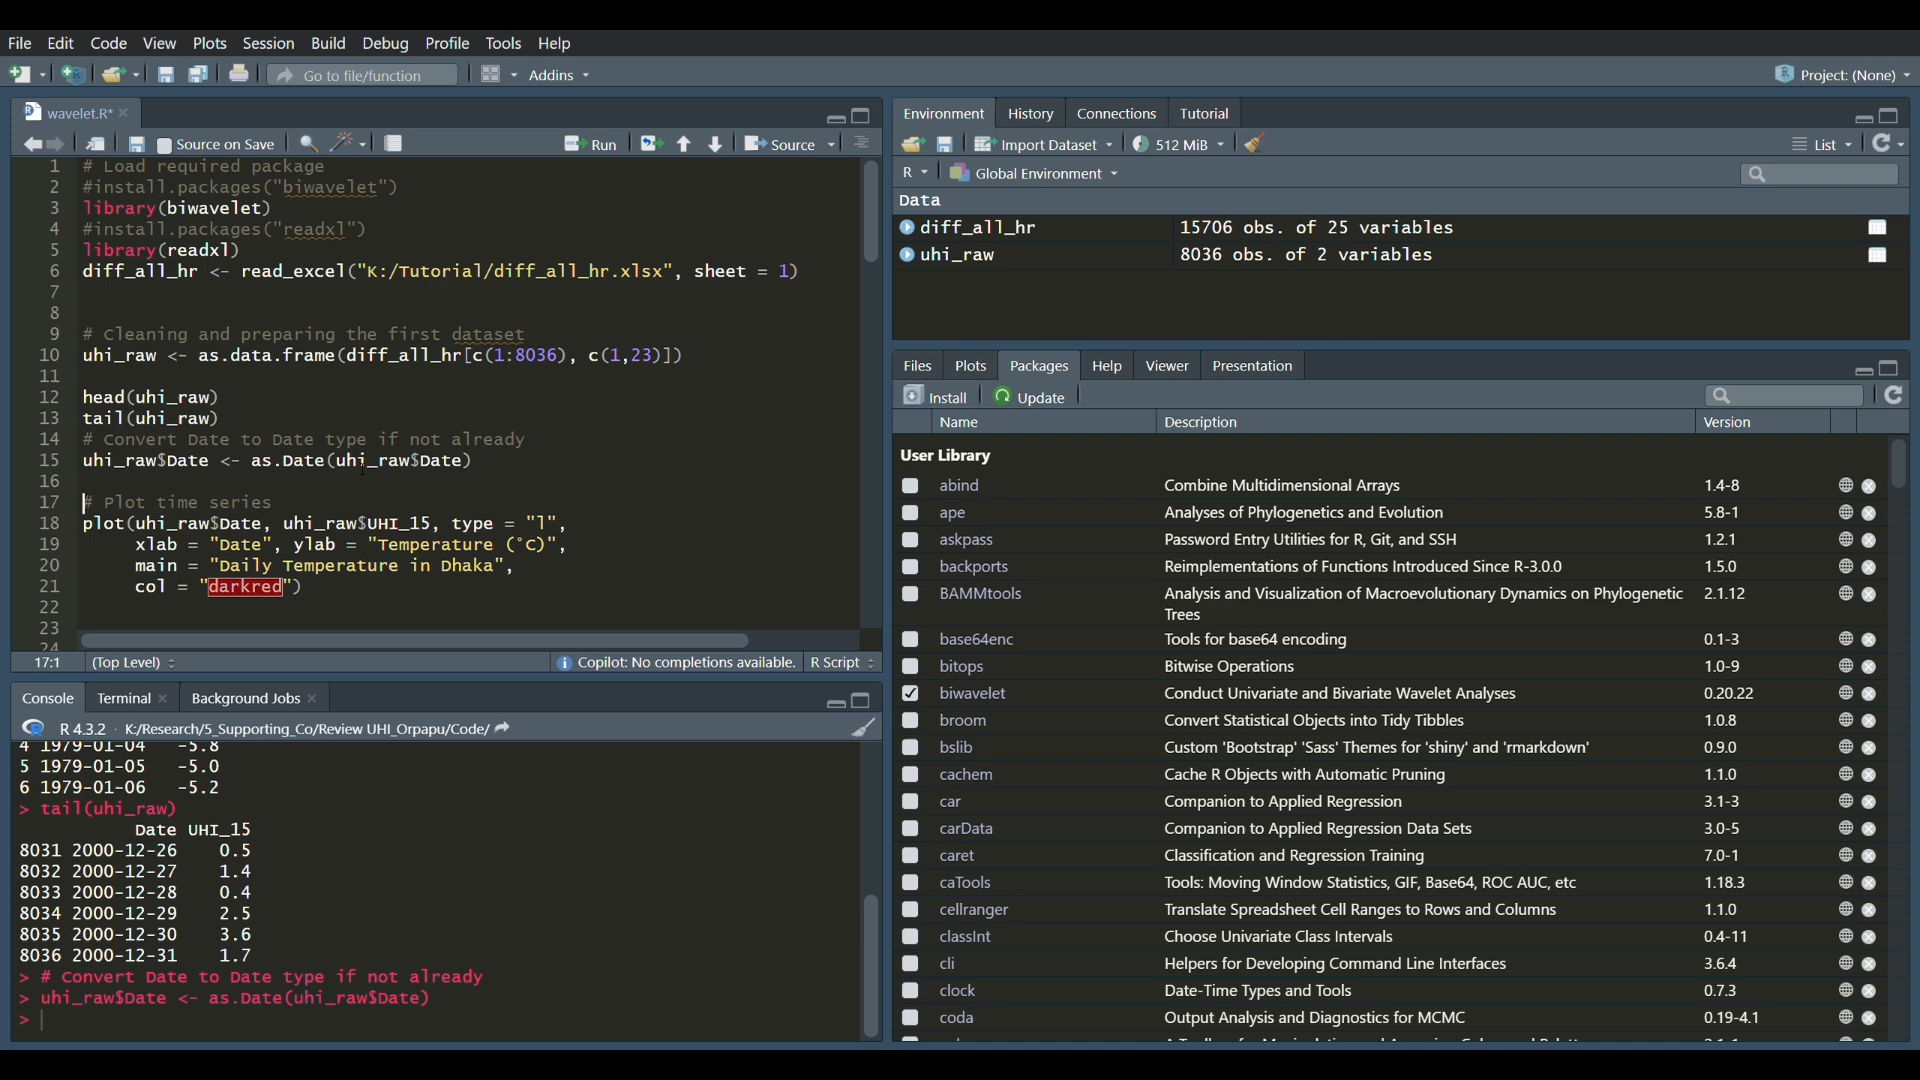 File Edit Code View Plots Session Build Debug Profile Tools Help
Go to file/function Addins Project: (None)
wavelet.R*
Source on Save Run Source
1 # Load required package
2 #install.packages("biwavelet")
3 library(biwavelet)
4 #install.packages("readxl")
5 library(readxl)
6 diff_all_hr <- read_excel("K:/Tutorial/diff_all_hr.xlsx", sheet = 1)
7
8
9 # Cleaning and preparing the first dataset
10 uhi_raw <- as.data.frame(diff_all_hr[c(1:8036), c(1,23)])
11
12 head(uhi_raw)
13 tail(uhi_raw)
14 # Convert Date to Date type if not already
15 uhi_raw$Date <- as.Date(uhi_raw$Date)
16
17 # Plot time series
18 plot(uhi_raw$Date, uhi_raw$UHI_15, type = "l",
19 xlab = "Date", ylab = "Temperature (°C)",
20 main = "Daily Temperature in Dhaka",
21 col = "darkred")
22
23
24
17:1 (Top Level) Copilot: No completions available. R Script
Console Terminal Background Jobs
R 4.3.2 · K:/Research/5_Supporting_Co/Review UHI_Orpapu/Code/
4 1979-01-04 -5.8
5 1979-01-05 -5.0
6 1979-01-06 -5.2
> tail(uhi_raw)
Date UHI_15
8031 2000-12-26 0.5
8032 2000-12-27 1.4
8033 2000-12-28 0.4
8034 2000-12-29 2.5
8035 2000-12-30 3.6
8036 2000-12-31 1.7
> # Convert Date to Date type if not already
> uhi_raw$Date <- as.Date(uhi_raw$Date)
>
Environment History Connections Tutorial
Import Dataset 512 MiB List
R Global Environment
Data
diff_all_hr 15706 obs. of 25 variables
uhi_raw 8036 obs. of 2 variables
Files Plots Packages Help Viewer Presentation
Install Update
Name Description Version
User Library
abind Combine Multidimensional Arrays 1.4-8
ape Analyses of Phylogenetics and Evolution 5.8-1
askpass Password Entry Utilities for R, Git, and SSH 1.2.1
backports Reimplementations of Functions Introduced Since R-3.0.0 1.5.0
BAMMtools Analysis and Visualization of Macroevolutionary Dynamics on Phylogenetic 2.1.12
Trees
base64enc Tools for base64 encoding 0.1-3
bitops Bitwise Operations 1.0-9
biwavelet Conduct Univariate and Bivariate Wavelet Analyses 0.20.22
broom Convert Statistical Objects into Tidy Tibbles 1.0.8
bslib Custom 'Bootstrap' 'Sass' Themes for 'shiny' and 'rmarkdown' 0.9.0
cachem Cache R Objects with Automatic Pruning 1.1.0
car Companion to Applied Regression 3.1-3
carData Companion to Applied Regression Data Sets 3.0-5
caret Classification and Regression Training 7.0-1
caTools Tools: Moving Window Statistics, GIF, Base64, ROC AUC, etc 1.18.3
cellranger Translate Spreadsheet Cell Ranges to Rows and Columns 1.1.0
classInt Choose Univariate Class Intervals 0.4-11
cli Helpers for Developing Command Line Interfaces 3.6.4
clock Date-Time Types and Tools 0.7.3
coda Output Analysis and Diagnostics for MCMC 0.19-4.1